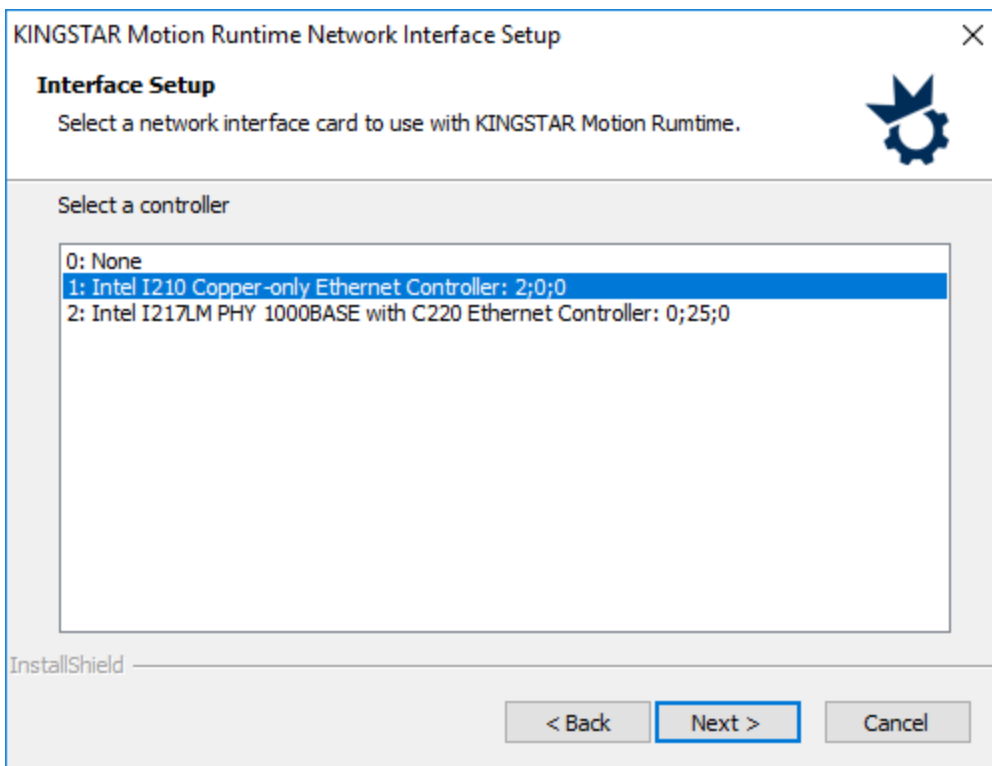 KINGSTAR Motion Runtime Network Interface Setup
Interface Setup
Select a network interface card to use with KINGSTAR Motion Rumtime.
Select a controller
0: None
1: Intel I210 Copper-only Ethernet Controller: 2;0;0
2: Intel I217LM PHY 1000BASE with C220 Ethernet Controller: 0;25;0
InstallShield
< Back Next > Cancel